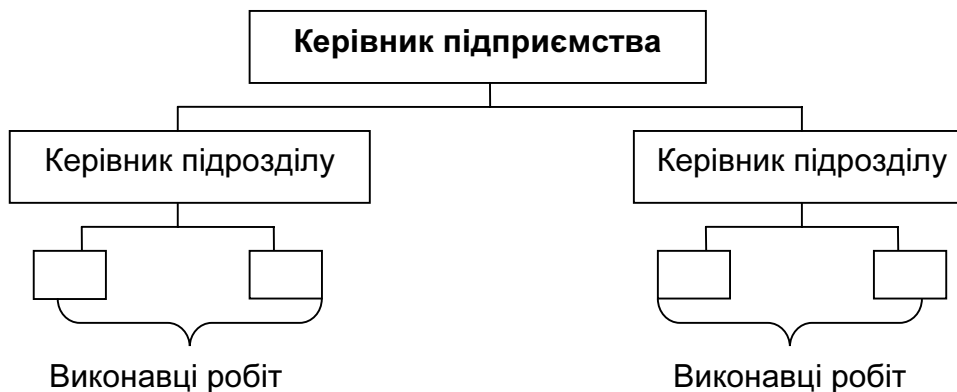 Керівник підприємства
Керівник підрозділу
Керівник підрозділу
Виконавці робіт
Виконавці робіт